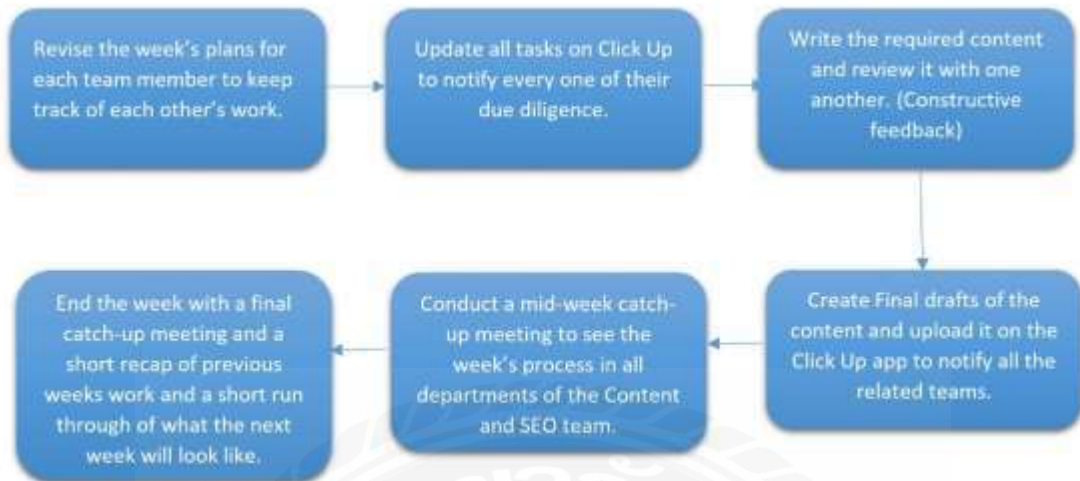 Revise the week's plans for
each team member to keep
track of each other's work.
Update all tasks on Click Up
to notify every one of their
due diligence.
Write the required content
and review it with one
another. (Constructive
feedback)
Create Final drafts of the
content and upload it on the
Click Up app to notify all the
related teams.
Conduct a mid-week catch-
up meeting to see the
week's process in all
departments of the Content
and SEO team.
End the week with a final
catch-up meeting and a
short recap of previous
weeks work and a short run
through of what the next
week will look like.